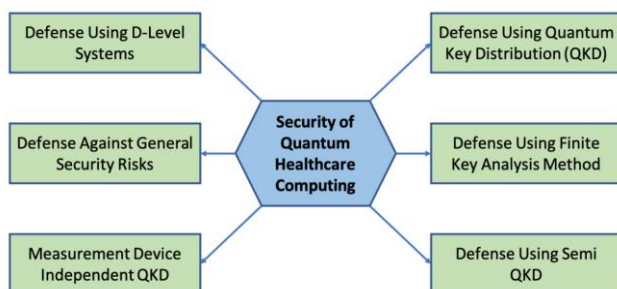 Defense Using D-Level
Systems
Defense Using Quantum
Key Distribution (QKD)
Security of
Quantum
Healthcare
Computing
Defense Against General
Security Risks
Defense Using Finite
Key Analysis Method
Measurement Device
Independent QKD
Defense Using Semi
QKD